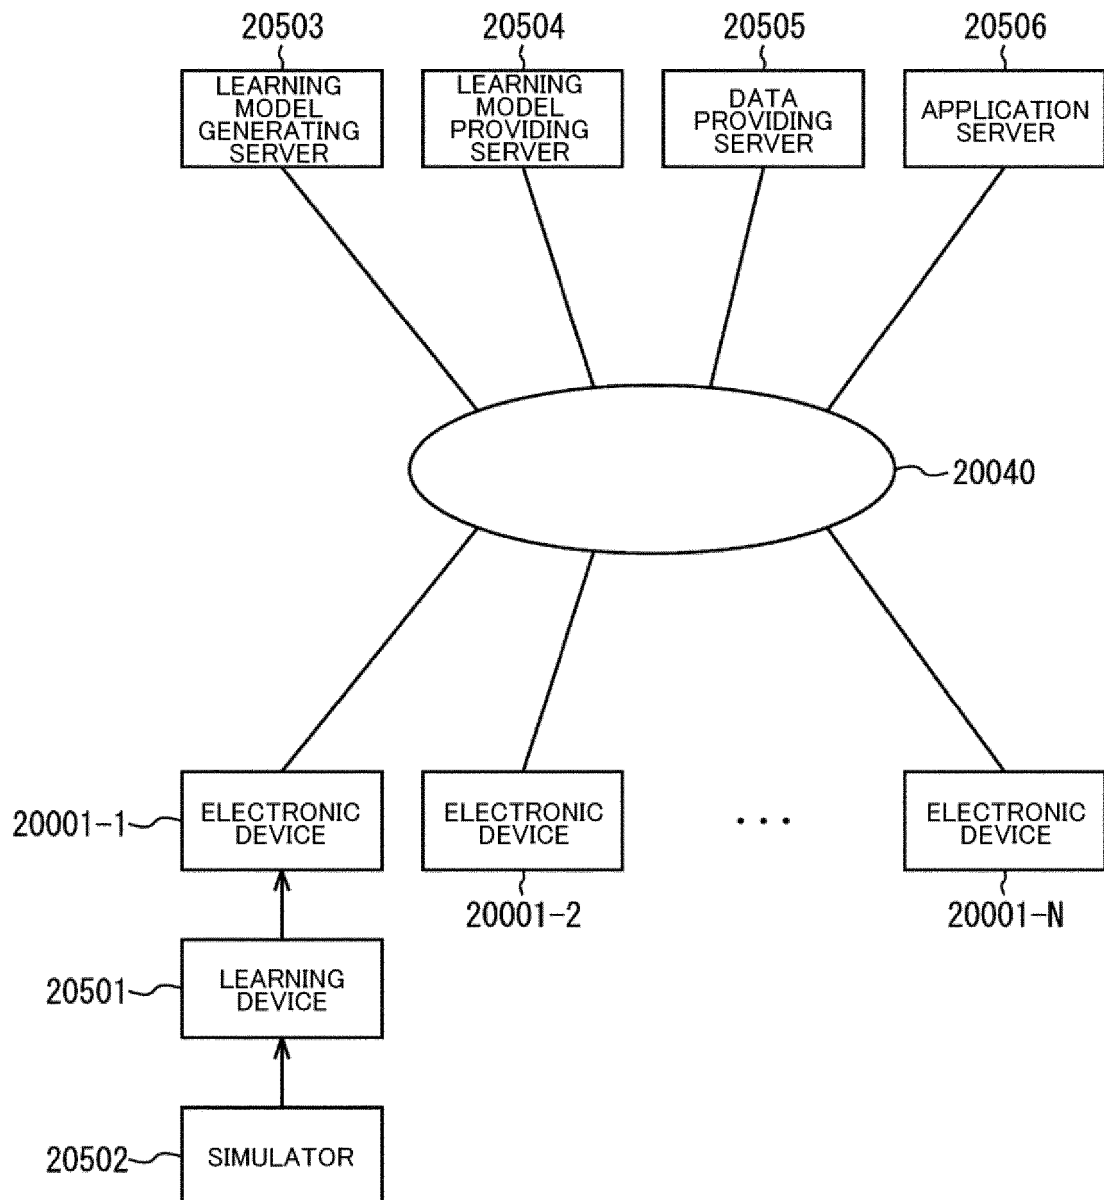 20503
20504
20505
20506
LEARNING
MODEL
GENERATING
SERVER
LEARNING
MODEL
PROVIDING
SERVER
DATA
PROVIDING
SERVER
APPLICATION
SERVER
20040
20001-1
ELECTRONIC
DEVICE
ELECTRONIC
DEVICE
...
ELECTRONIC
DEVICE
20001-2
20001-N
20501
LEARNING
DEVICE
20502
SIMULATOR